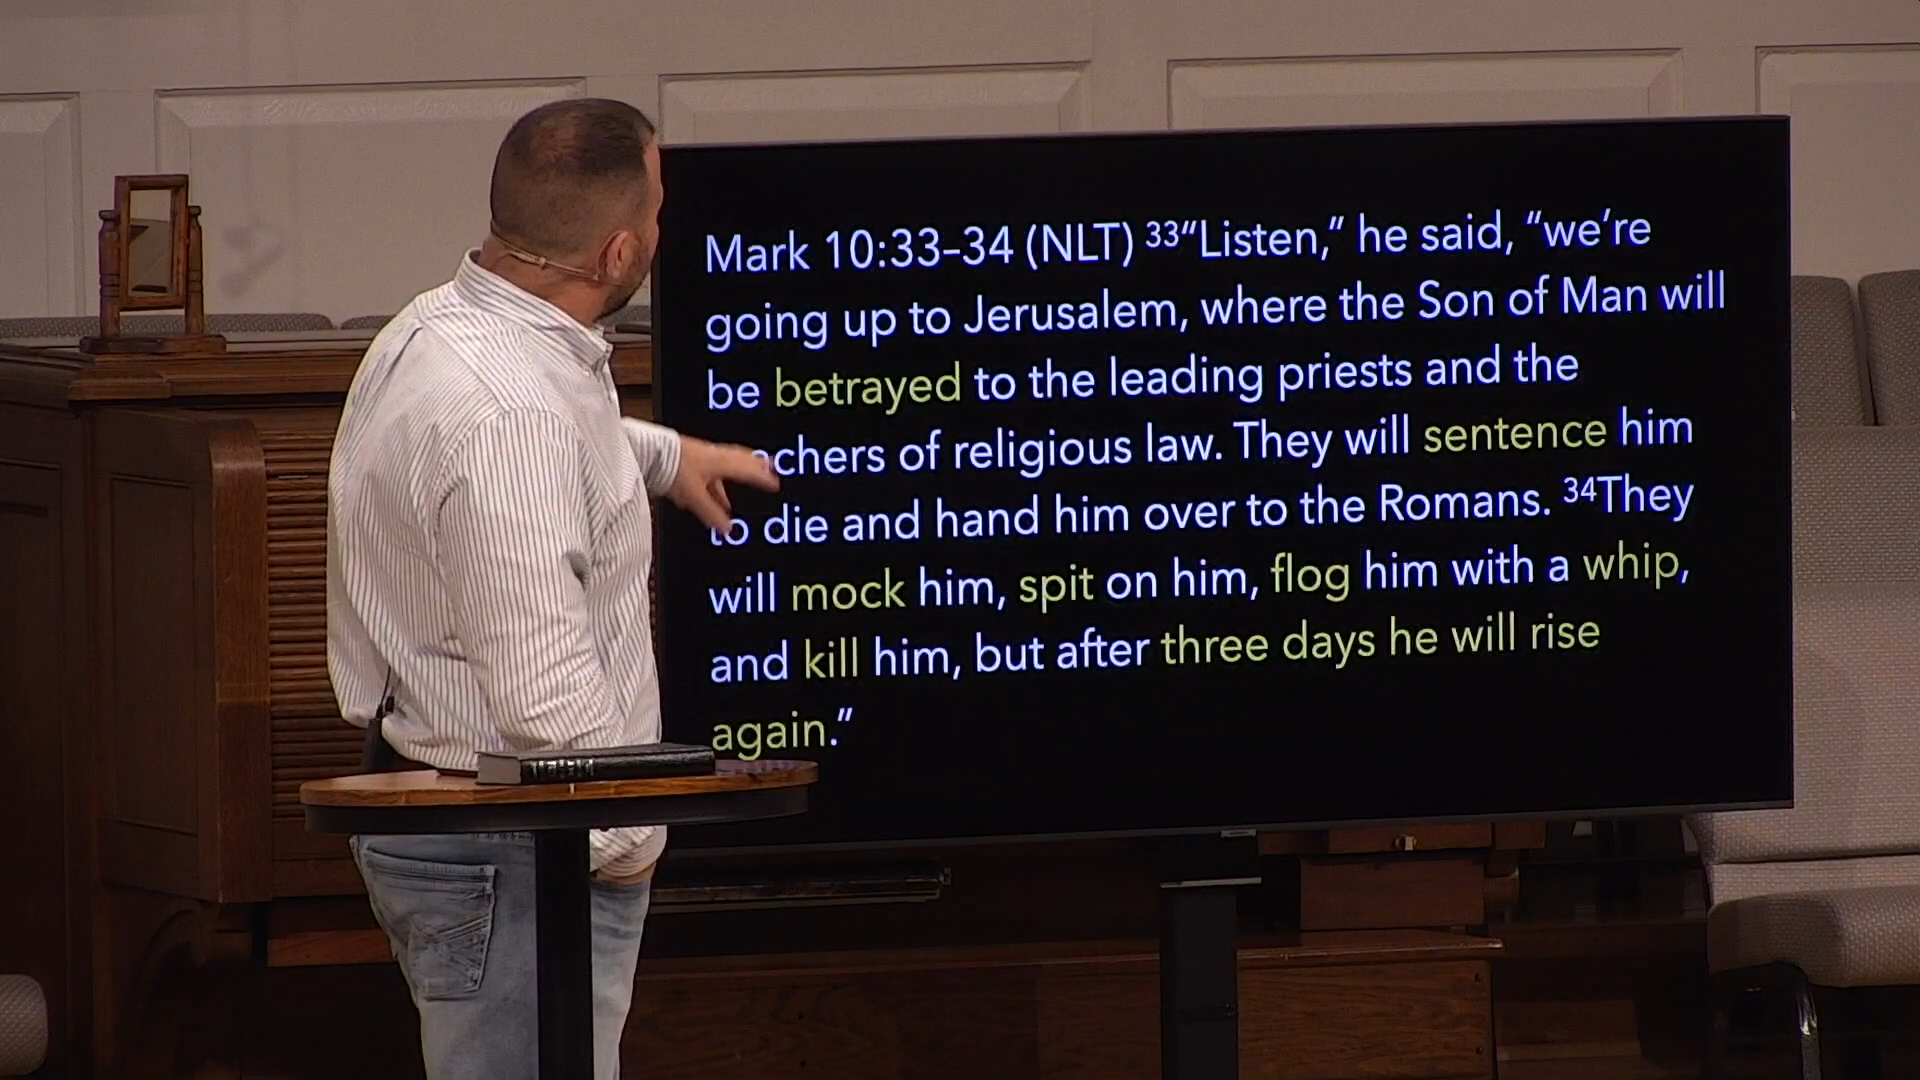 Mark 10:33–34 (NLT) ³³“Listen,” he said, “we’re
going up to Jerusalem, where the Son of Man will
be betrayed to the leading priests and the
of religious law. They will sentence him
to die and hand him over to the Romans. ³⁴They
will mock him, spit on him, flog him with a whip,
and kill him, but after three days he will rise
again.”